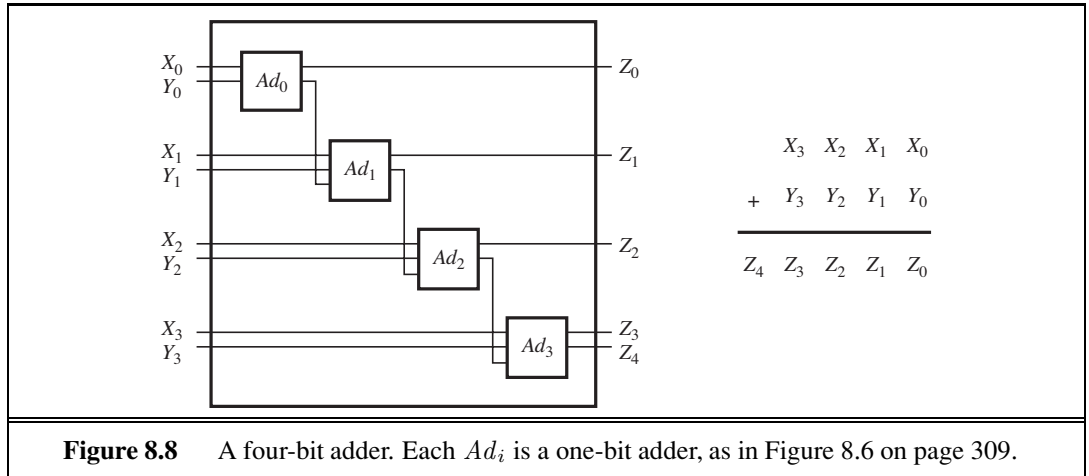 X₀ Z₀
Y₀ Ad₀
X₁ Z₁
Y₁ Ad₁
X₂ Z₂
Y₂ Ad₂
X₃ Z₃
Y₃ Ad₃ Z₄
X₃ X₂ X₁ X₀
+ Y₃ Y₂ Y₁ Y₀
Z₄ Z₃ Z₂ Z₁ Z₀
Figure 8.8 A four-bit adder. Each Adᵢ is a one-bit adder, as in Figure 8.6 on page 309.